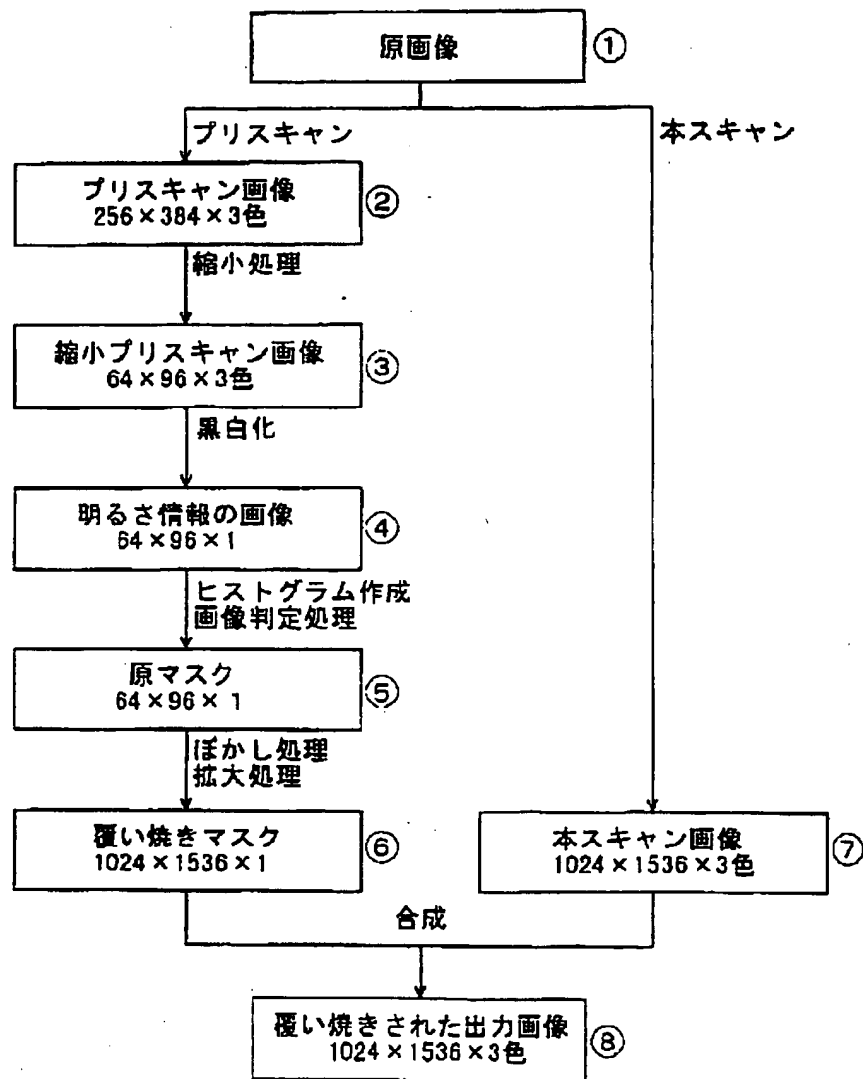 原画像
①
プリスキャン
本スキャン
プリスキャン画像
256×384×3色
②
縮小処理
縮小プリスキャン画像
64×96×3色
③
黒白化
明るさ情報の画像
64×96×1
④
ヒストグラム作成
画像判定処理
原マスク
64×96×1
⑤
ぼかし処理
拡大処理
覆い焼きマスク
1024×1536×1
⑥
本スキャン画像
1024×1536×3色
⑦
合成
覆い焼きされた出力画像
1024×1536×3色
⑧